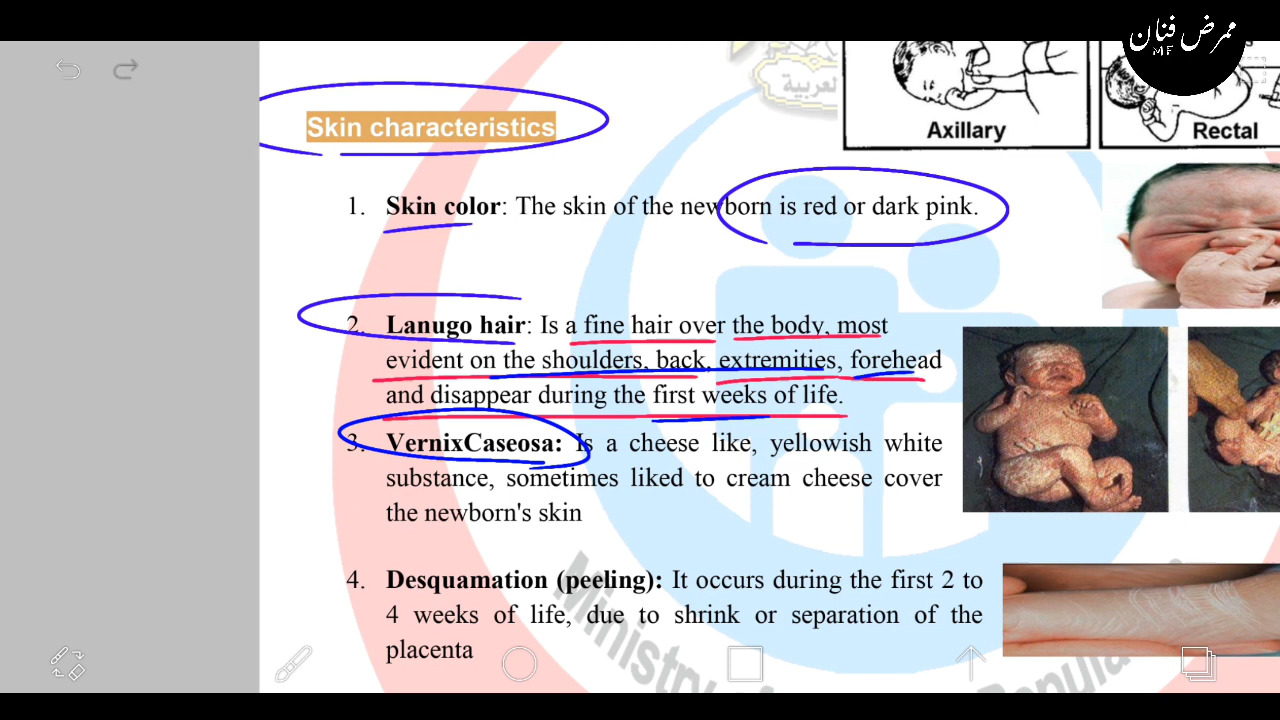 ممرض فنان
MF
العربية
Axillary
Rectal
Skin characteristics
1. Skin color: The skin of the newborn is red or dark pink.
2. Lanugo hair: Is a fine hair over the body, most
evident on the shoulders, back, extremities, forehead
and disappear during the first weeks of life.
3. VernixCaseosa: Is a cheese like, yellowish white
substance, sometimes liked to cream cheese cover
the newborn's skin
4. Desquamation (peeling): It occurs during the first 2 to
4 weeks of life, due to shrink or separation of the
placenta